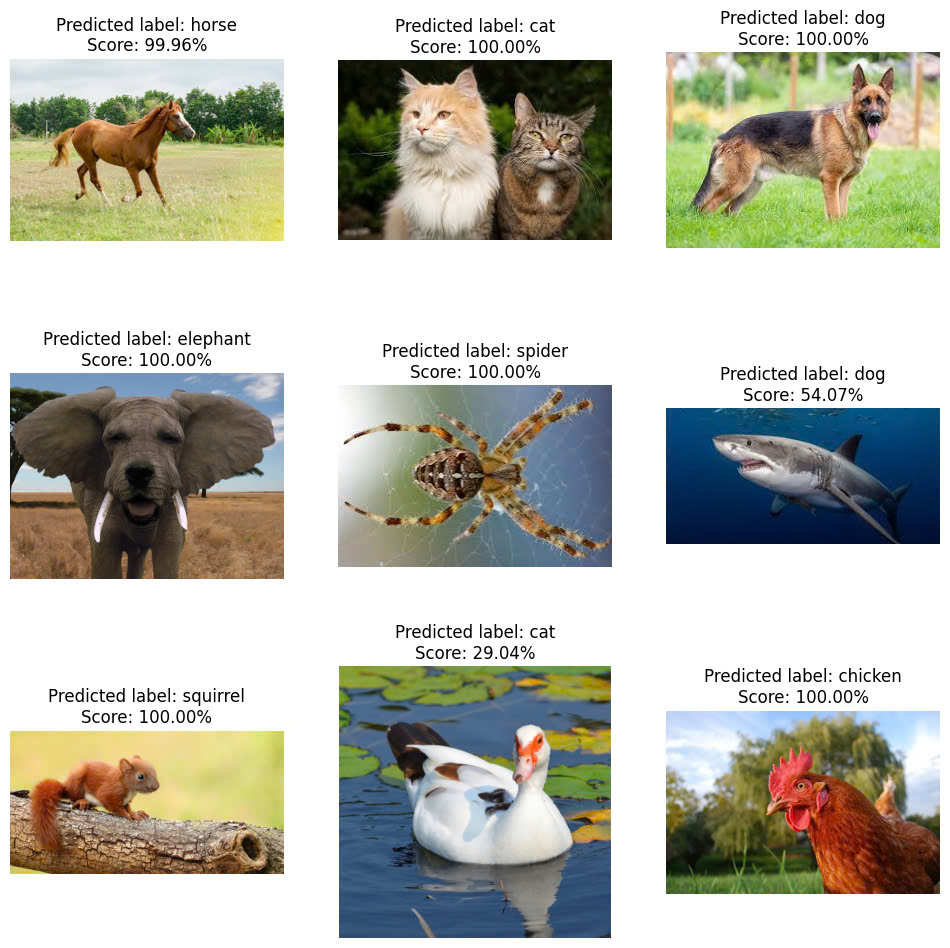 Predicted label: horse
Score: 99.96%
Predicted label: cat
Score: 100.00%
Predicted label: dog
Score: 100.00%
Predicted label: elephant
Score: 100.00%
Predicted label: spider
Score: 100.00%
Predicted label: dog
Score: 54.07%
Predicted label: squirrel
Score: 100.00%
Predicted label: cat
Score: 29.04%
Predicted label: chicken
Score: 100.00%